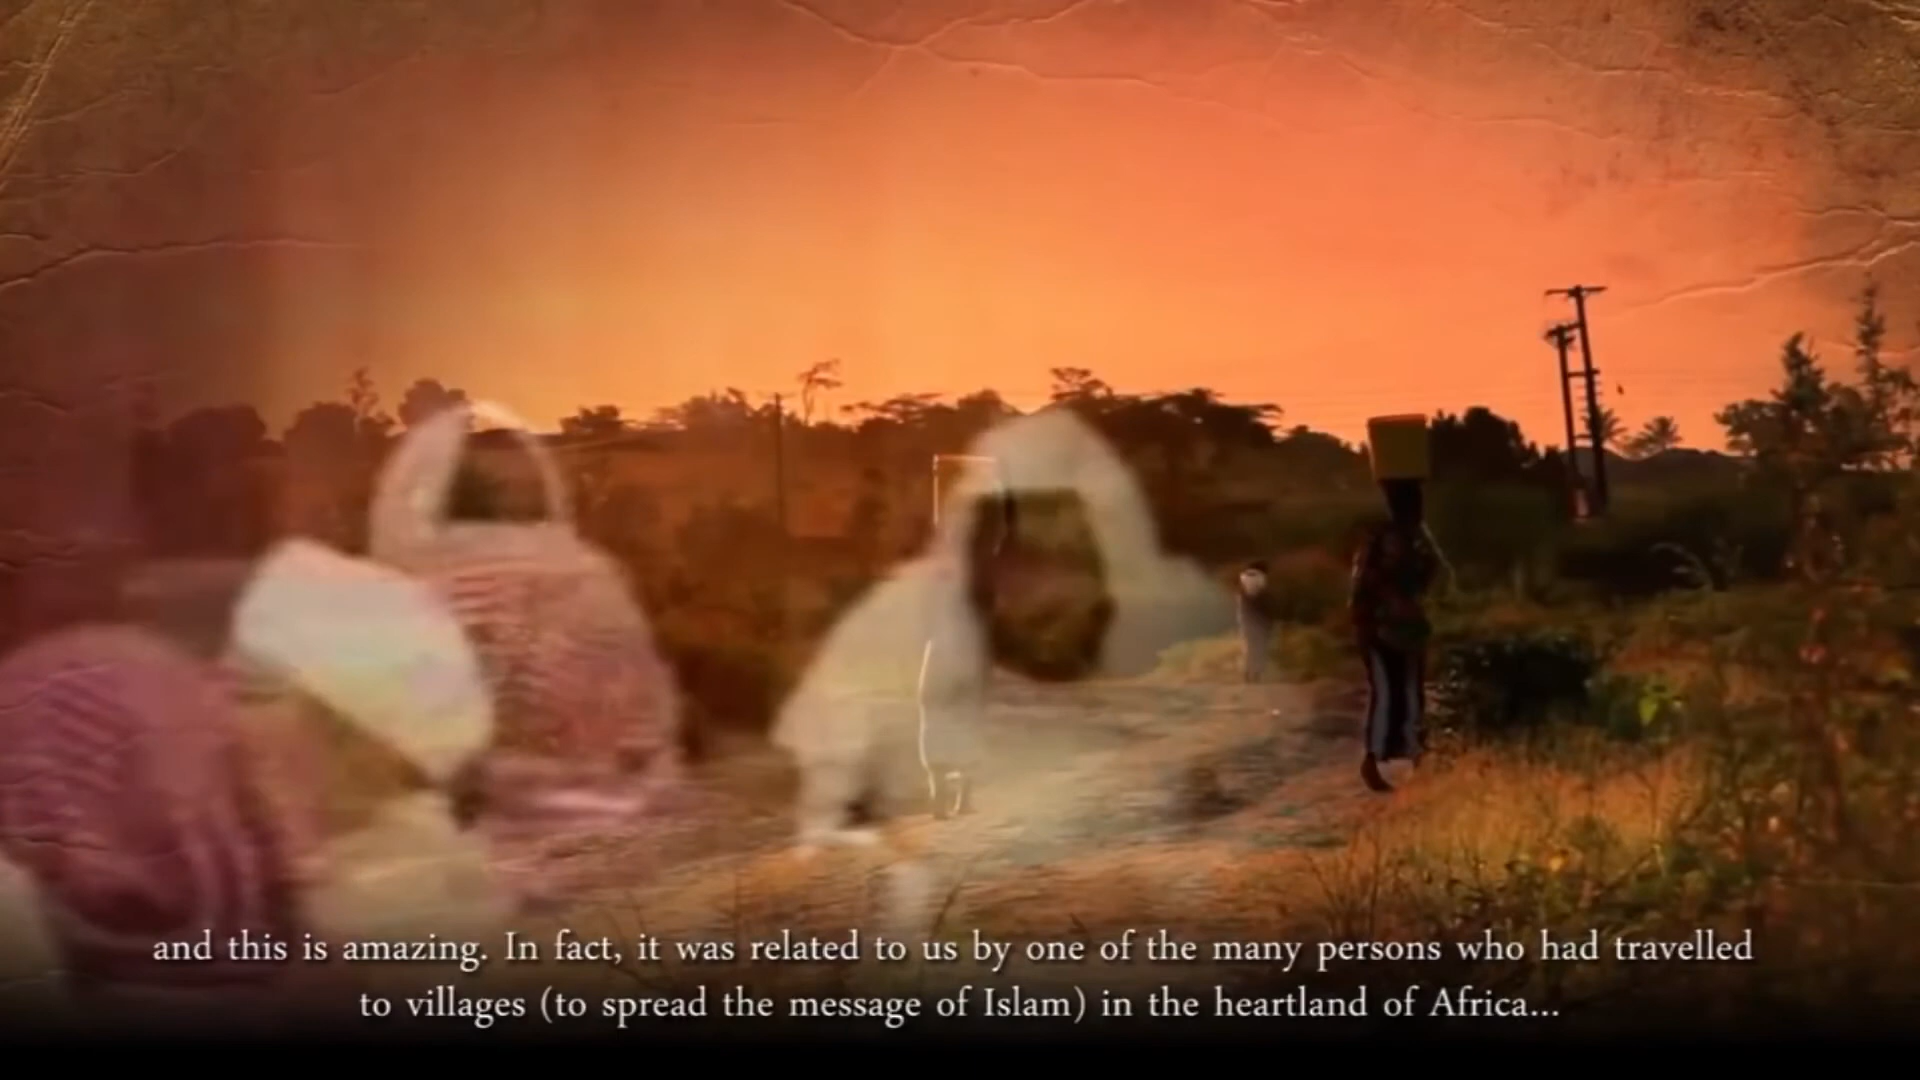 and this is amazing. In fact, it was related to us by one of the many persons who had travelled
to villages (to spread the message of Islam) in the heartland of Africa...